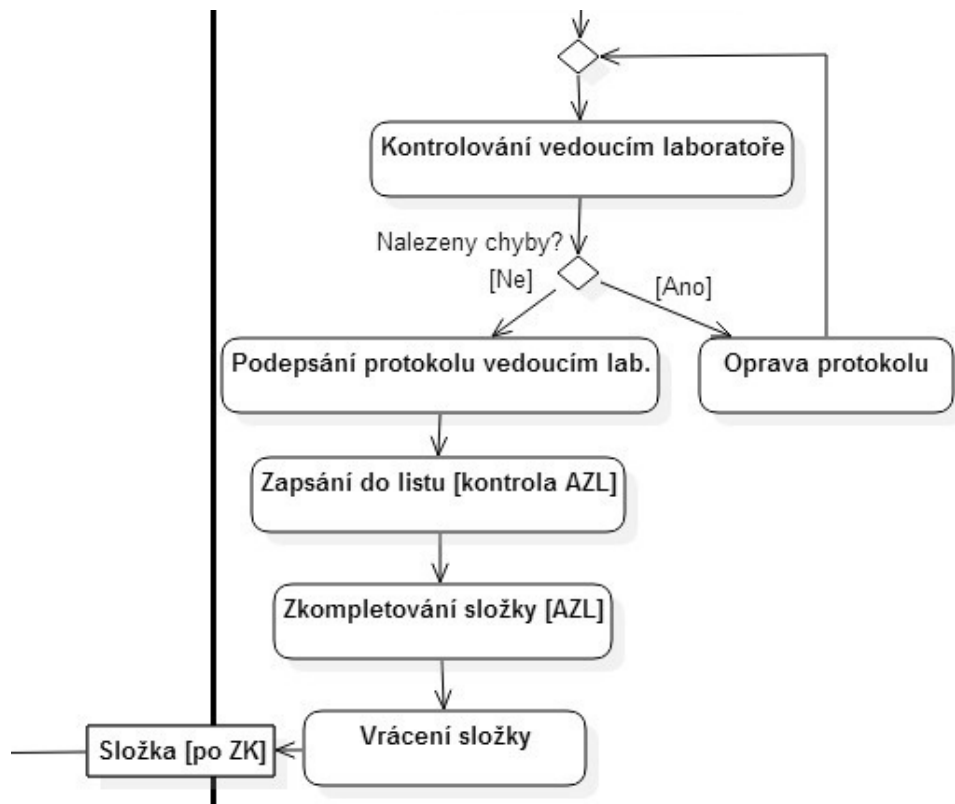 Kontrolování vedoucím laboratoře
Nalezeny chyby?
[Ne]
[Ano]
Podepsání protokolu vedoucím lab.
Oprava protokolu
Zapsání do listu [kontrola AZL]
Zkompletování složky [AZL]
Vrácení složky
Složka [po ZK]